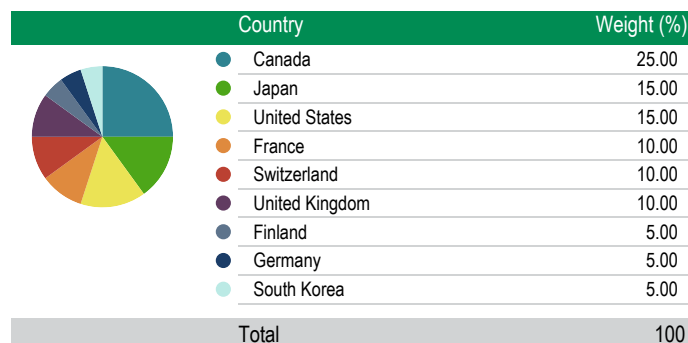 Country Weight (%)
Canada 25.00
Japan 15.00
United States 15.00
France 10.00
Switzerland 10.00
United Kingdom 10.00
Finland 5.00
Germany 5.00
South Korea 5.00
Total 100